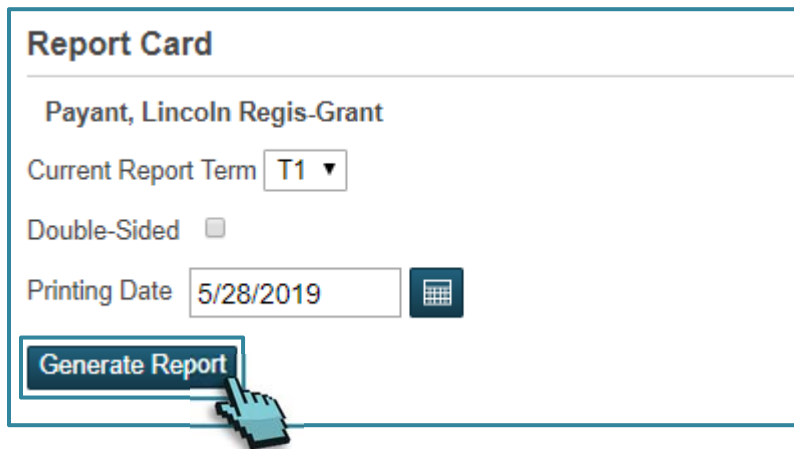 Report Card
Payant, Lincoln Regis-Grant
Current Report Term T1
Double-Sided
Printing Date 5/28/2019
Generate Report